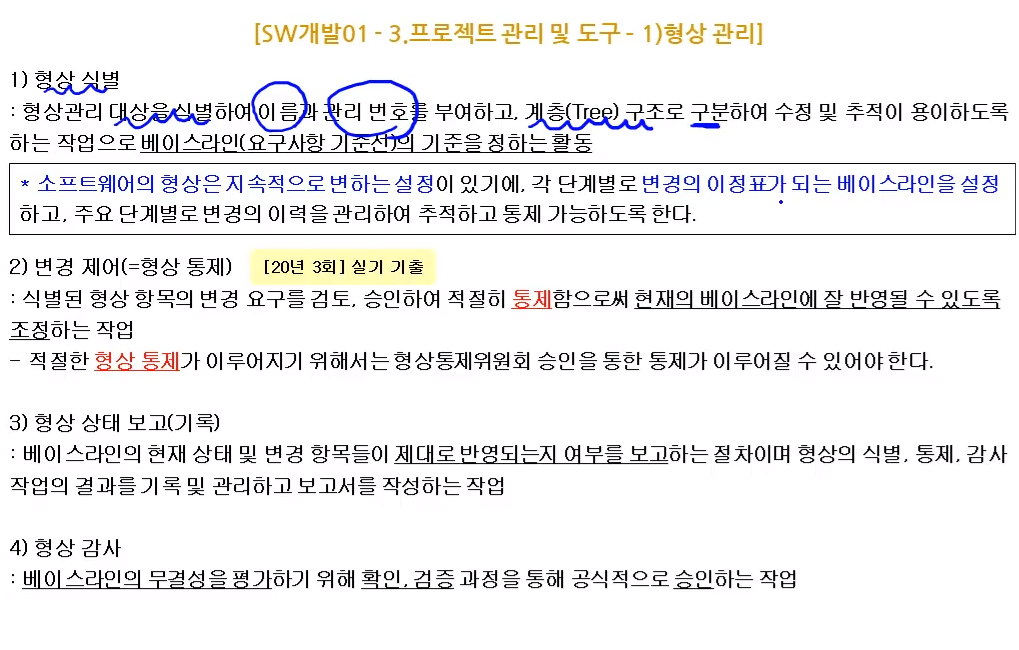 [SW개발01 - 3.프로젝트 관리 및 도구 - 1)형상 관리]
1) 형상 식별
: 형상관리 대상을 식별하여 이름과 관리 번호를 부여하고, 계층(Tree) 구조로 구분하여 수정 및 추적이 용이하도록
하는 작업으로 베이스라인(요구사항 기준선)의 기준을 정하는 활동
* 소프트웨어의 형상은 지속적으로 변하는 설정이 있기에, 각 단계별로 변경의 이정표가 되는 베이스라인을 설정
하고, 주요 단계별로 변경의 이력을 관리하여 추적하고 통제 가능하도록 한다.
2) 변경 제어(=형상 통제) [20년 3회] 실기 기출
: 식별된 형상 항목의 변경 요구를 검토, 승인하여 적절히 통제함으로써 현재의 베이스라인에 잘 반영될 수 있도록
조정하는 작업
- 적절한 형상 통제가 이루어지기 위해서는 형상통제위원회 승인을 통한 통제가 이루어질 수 있어야 한다.
3) 형상 상태 보고(기록)
: 베이스라인의 현재 상태 및 변경 항목들이 제대로 반영되는지 여부를 보고하는 절차이며 형상의 식별, 통제, 감사
작업의 결과를 기록 및 관리하고 보고서를 작성하는 작업
4) 형상 감사
: 베이스라인의 무결성을 평가하기 위해 확인, 검증 과정을 통해 공식적으로 승인하는 작업